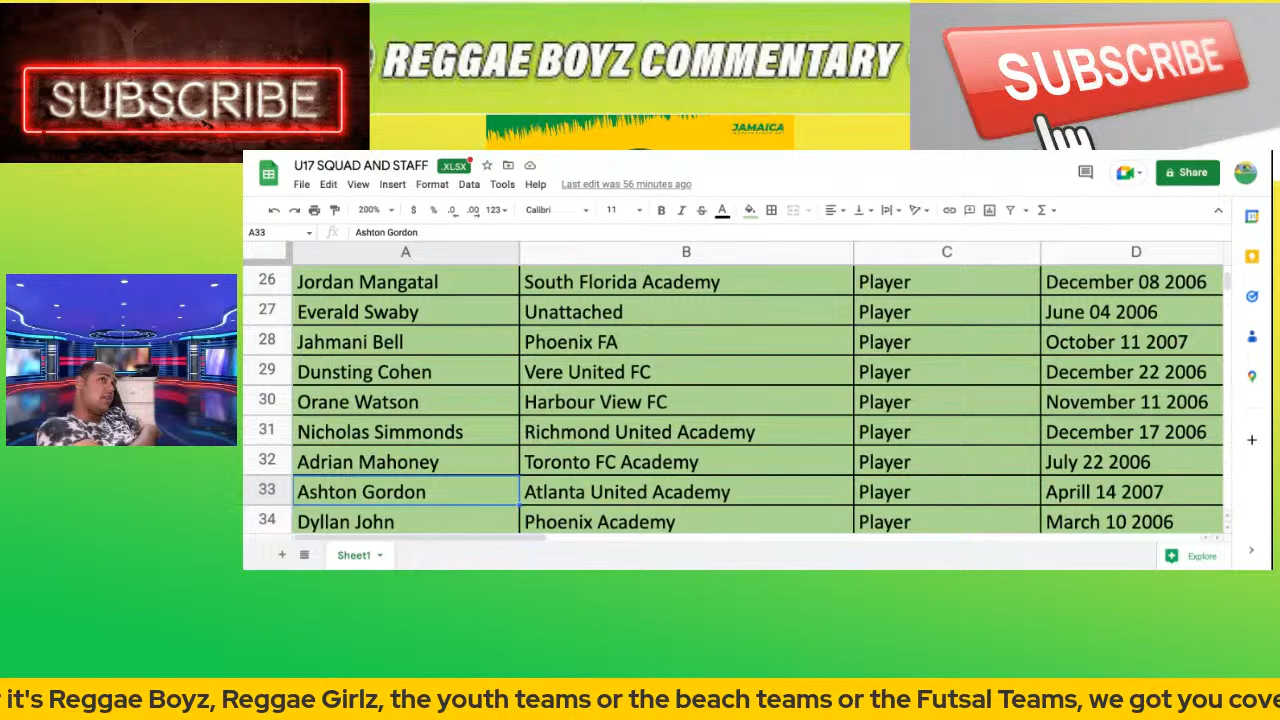 SUBSCRIBE
REGGAE BOYZ COMMENTARY
SUBSCRIBE
JAMAICA
U17 SQUAD AND STAFF .XLSX
File Edit View Insert Format Data Tools Help Last edit was 56 minutes ago
Share
200% $ % .0 .00 123 Calibri 11 B I S A
A33 fx Ashton Gordon
A B C D
26 Jordan Mangatal South Florida Academy Player December 08 2006
27 Everald Swaby Unattached Player June 04 2006
28 Jahmani Bell Phoenix FA Player October 11 2007
29 Dunsting Cohen Vere United FC Player December 22 2006
30 Orane Watson Harbour View FC Player November 11 2006
31 Nicholas Simmonds Richmond United Academy Player December 17 2006
32 Adrian Mahoney Toronto FC Academy Player July 22 2006
33 Ashton Gordon Atlanta United Academy Player Aprill 14 2007
34 Dyllan John Phoenix Academy Player March 10 2006
Sheet1 Explore
it's Reggae Boyz, Reggae Girlz, the youth teams or the beach teams or the Futsal Teams, we got you cove